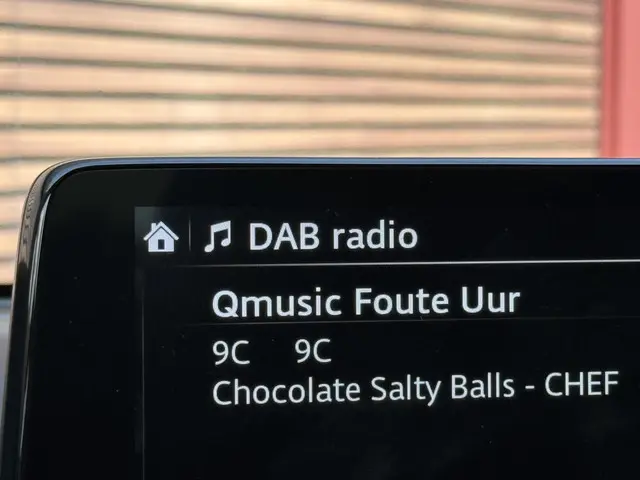 DAB radio
Qmusic Foute Uur
9C 9C
Chocolate Salty Balls - CHEF